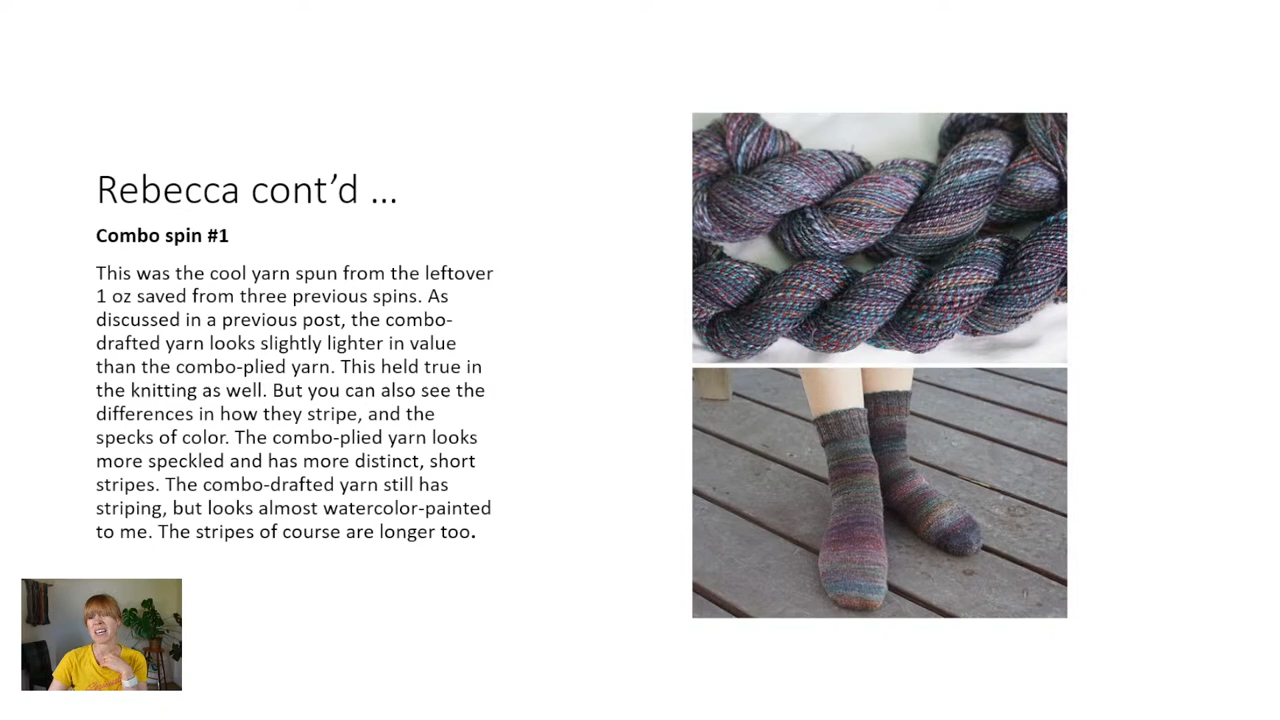 Rebecca cont’d …
Combo spin #1
This was the cool yarn spun from the leftover
1 oz saved from three previous spins. As
discussed in a previous post, the combo-
drafted yarn looks slightly lighter in value
than the combo-plied yarn. This held true in
the knitting as well. But you can also see the
differences in how they stripe, and the
specks of color. The combo-plied yarn looks
more speckled and has more distinct, short
stripes. The combo-drafted yarn still has
striping, but looks almost watercolor-painted
to me. The stripes of course are longer too.